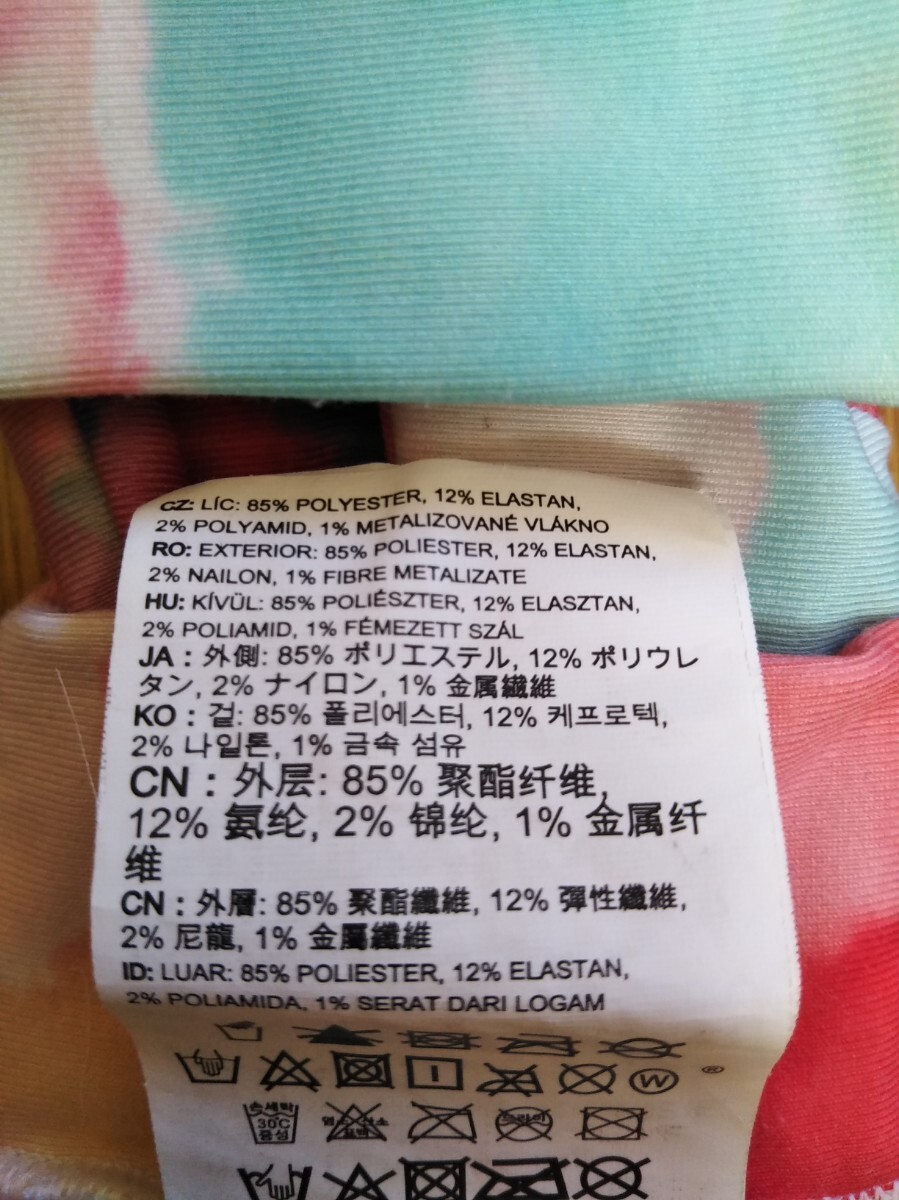 CZ: LÍC: 85% POLYESTER, 12% ELASTAN,
2% POLYAMID, 1% METALIZOVANÉ VLÁKNO
RO: EXTERIOR: 85% POLIESTER, 12% ELASTAN,
2% NAILON, 1% FIBRE METALIZATE
HU: KÍVÜL: 85% POLIÉSZTER, 12% ELASZTAN,
2% POLIAMID, 1% FÉMEZETT SZÁL
JA : 外側: 85% ポリエステル, 12% ポリウレ
タン, 2% ナイロン, 1% 金属繊維
KO : 겉: 85% 폴리에스터, 12% 케프로텍,
2% 나일론, 1% 금속 섬유
CN : 外层: 85% 聚酯纤维,
12% 氨纶, 2% 锦纶, 1% 金属纤
维
CN : 外層: 85% 聚酯纖維, 12% 彈性纖維,
2% 尼龍, 1% 金屬纖維
ID: LUAR: 85% POLIESTER, 12% ELASTAN,
2% POLIAMIDA, 1% SERAT DARI LOGAM
W ®
손세탁
30℃
중성